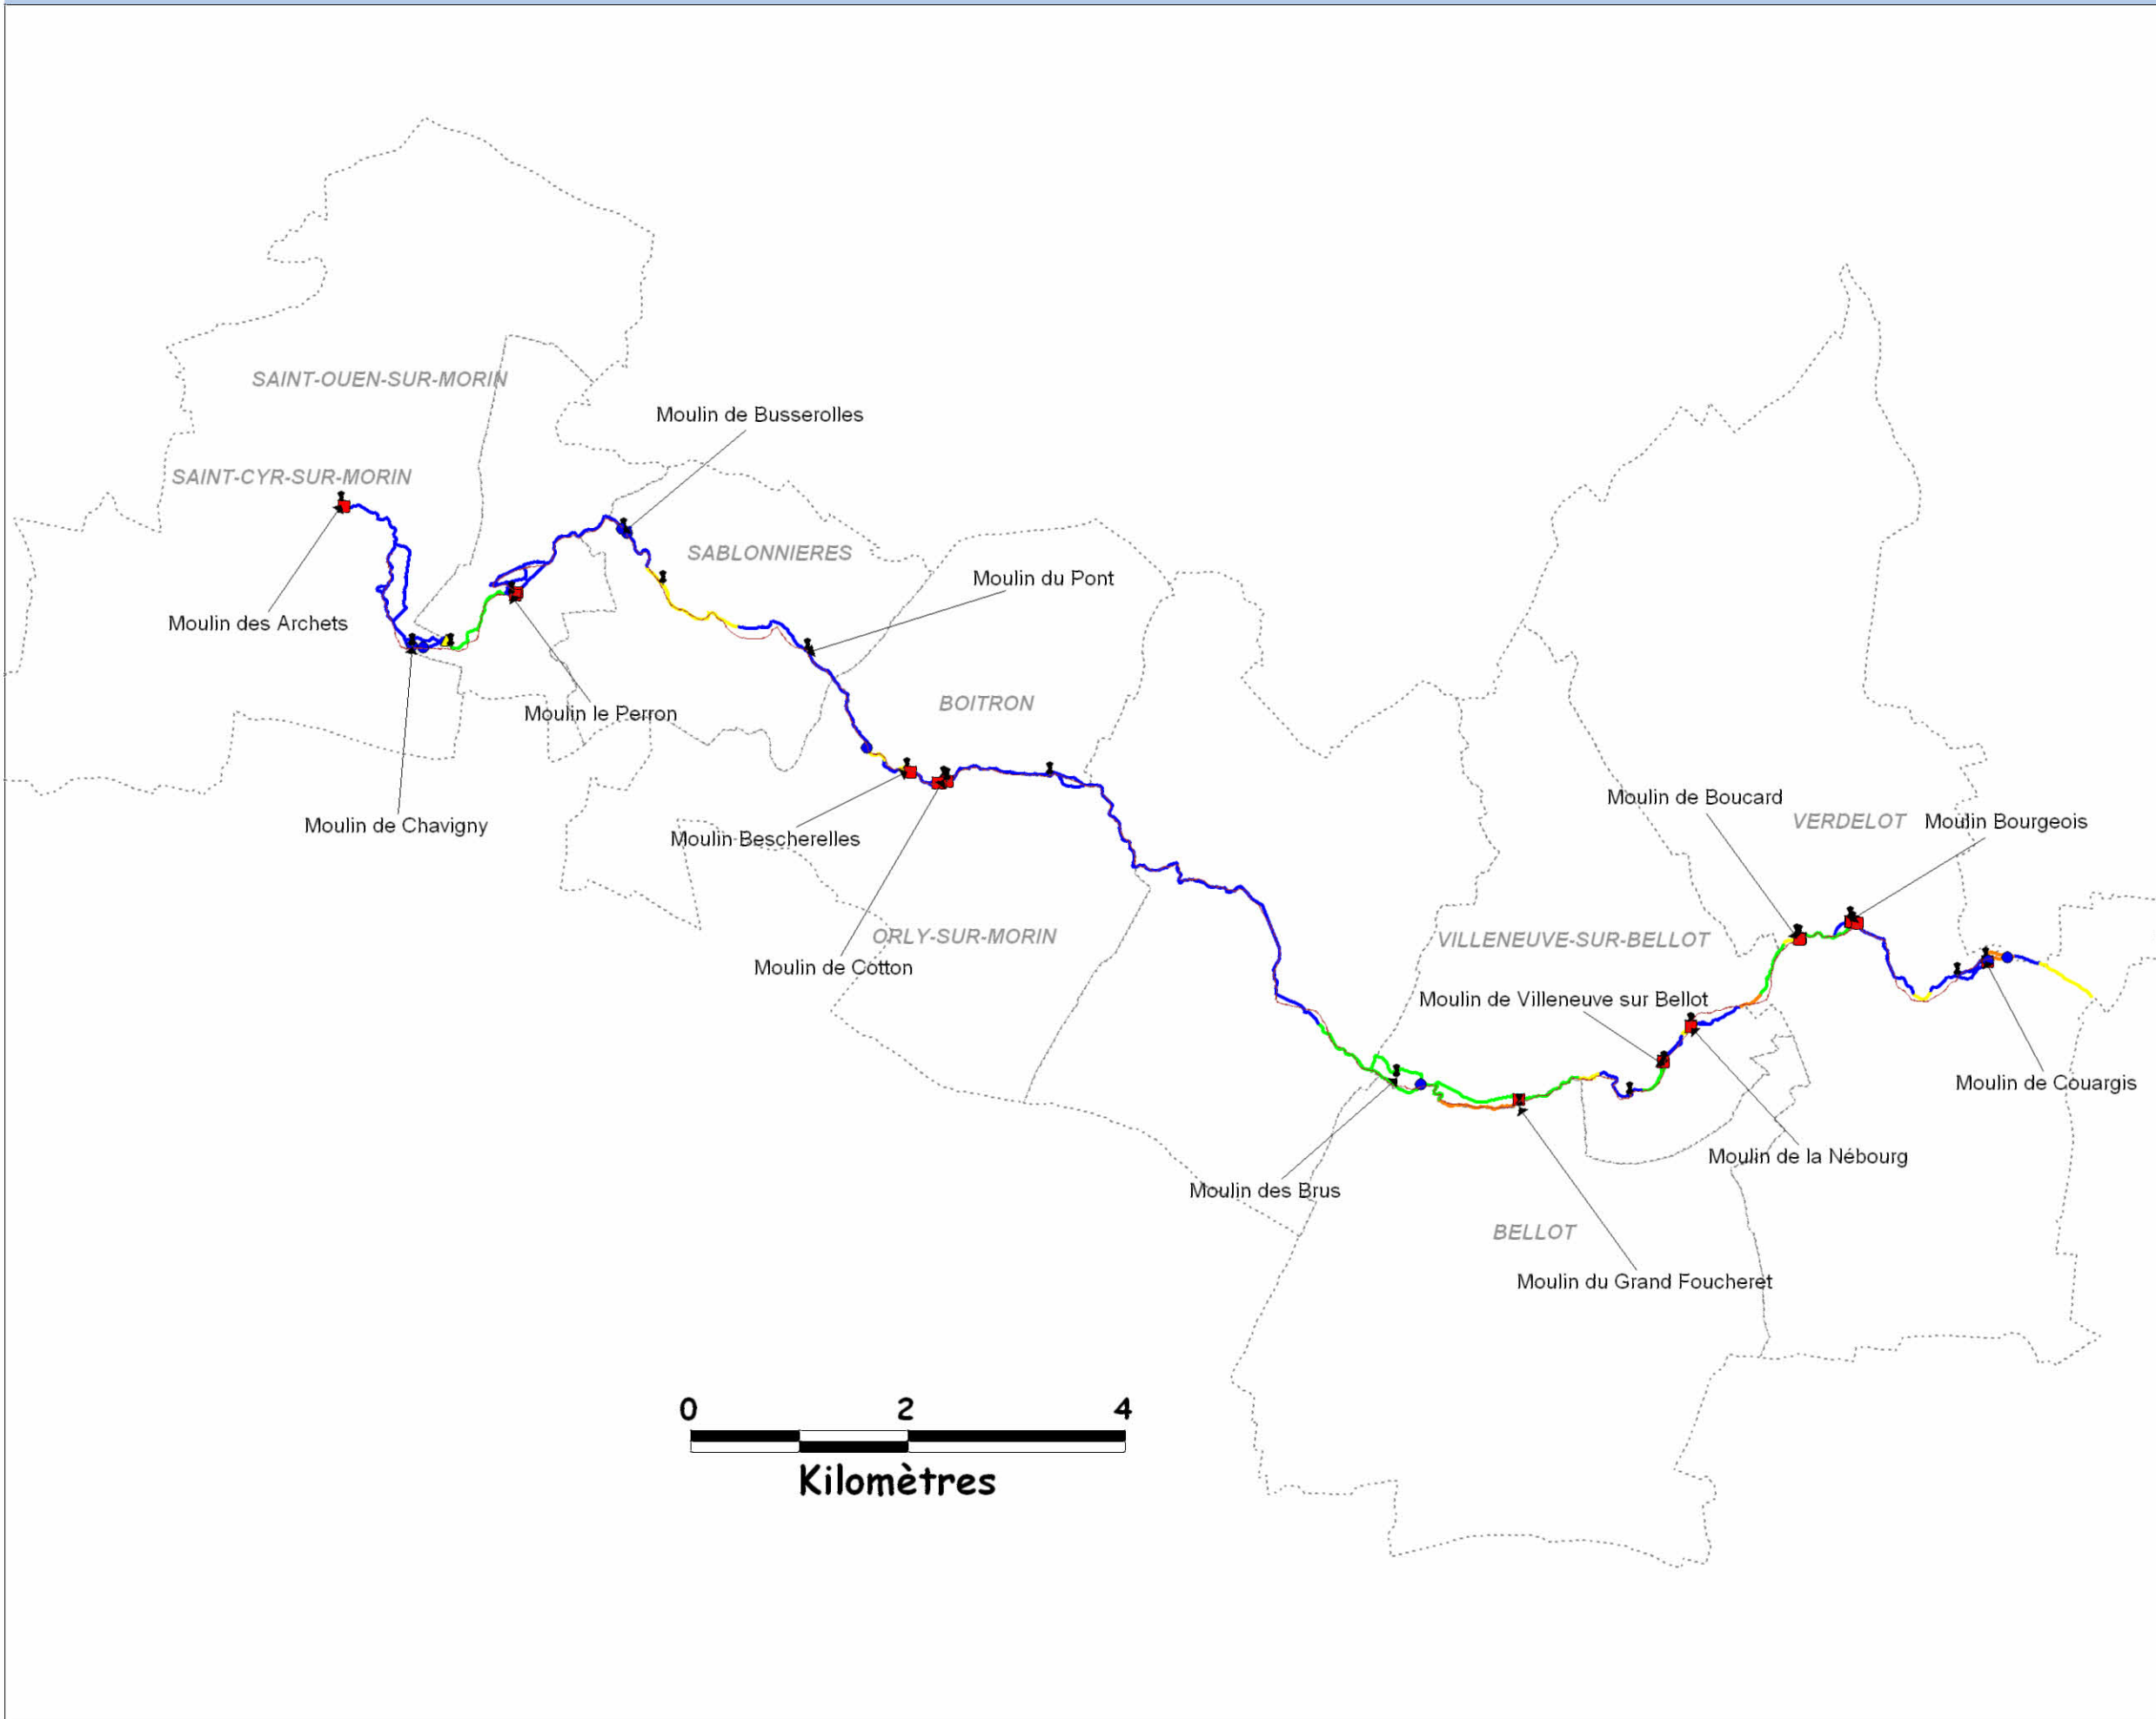 SAINT-OUEN-SUR-MORIN
Moulin de Busserolles
SAINT-CYR-SUR-MORIN
SABLONNIERES
Moulin du Pont
Moulin des Archets
BOITRON
Moulin le Perron
Moulin de Boucard
VERDELOT
Moulin Bourgeois
Moulin de Chavigny
Moulin Bescherelles
ORLY-SUR-MORIN
VILLENEUVE-SUR-BELLOT
Moulin de Cotton
Moulin de Villeneuve sur Bellot
Moulin de Couargis
Moulin de la Nébourg
Moulin des Brus
BELLOT
Moulin du Grand Foucheret
0 2 4
Kilomètres